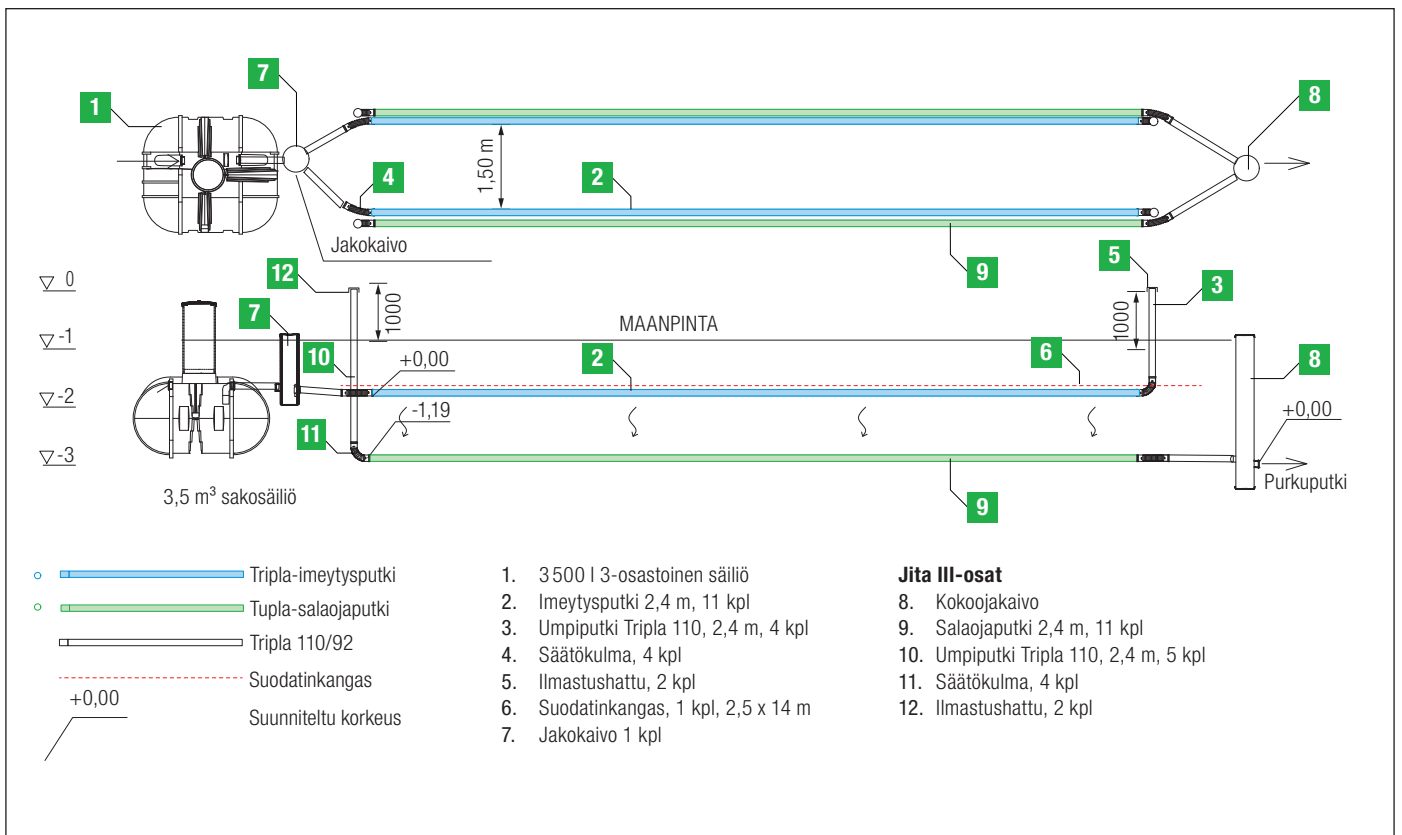 7
1
8
4
2
1,50 m
Jakokaivo
9
5
12
3
▽ 0
1000
1000
7
MAANPINTA
▽ -1
10
+0,00
2
6
8
▽ -2
-1,19
+0,00
11
▽ -3
9
Purkuputki
3,5 m³ sakosäiliö
Tripla-imeytysputki
Tupla-salaojaputki
Tripla 110/92
Suodatinkangas
+0,00
Suunniteltu korkeus
1. 3 500 l 3-osastoinen säiliö
2. Imeytysputki 2,4 m, 11 kpl
3. Umpiputki Tripla 110, 2,4 m, 4 kpl
4. Säätökulma, 4 kpl
5. Ilmastushattu, 2 kpl
6. Suodatinkangas, 1 kpl, 2,5 x 14 m
7. Jakokaivo 1 kpl
Jita III-osat
8. Kokoojakaivo
9. Salaojaputki 2,4 m, 11 kpl
10. Umpiputki Tripla 110, 2,4 m, 5 kpl
11. Säätökulma, 4 kpl
12. Ilmastushattu, 2 kpl